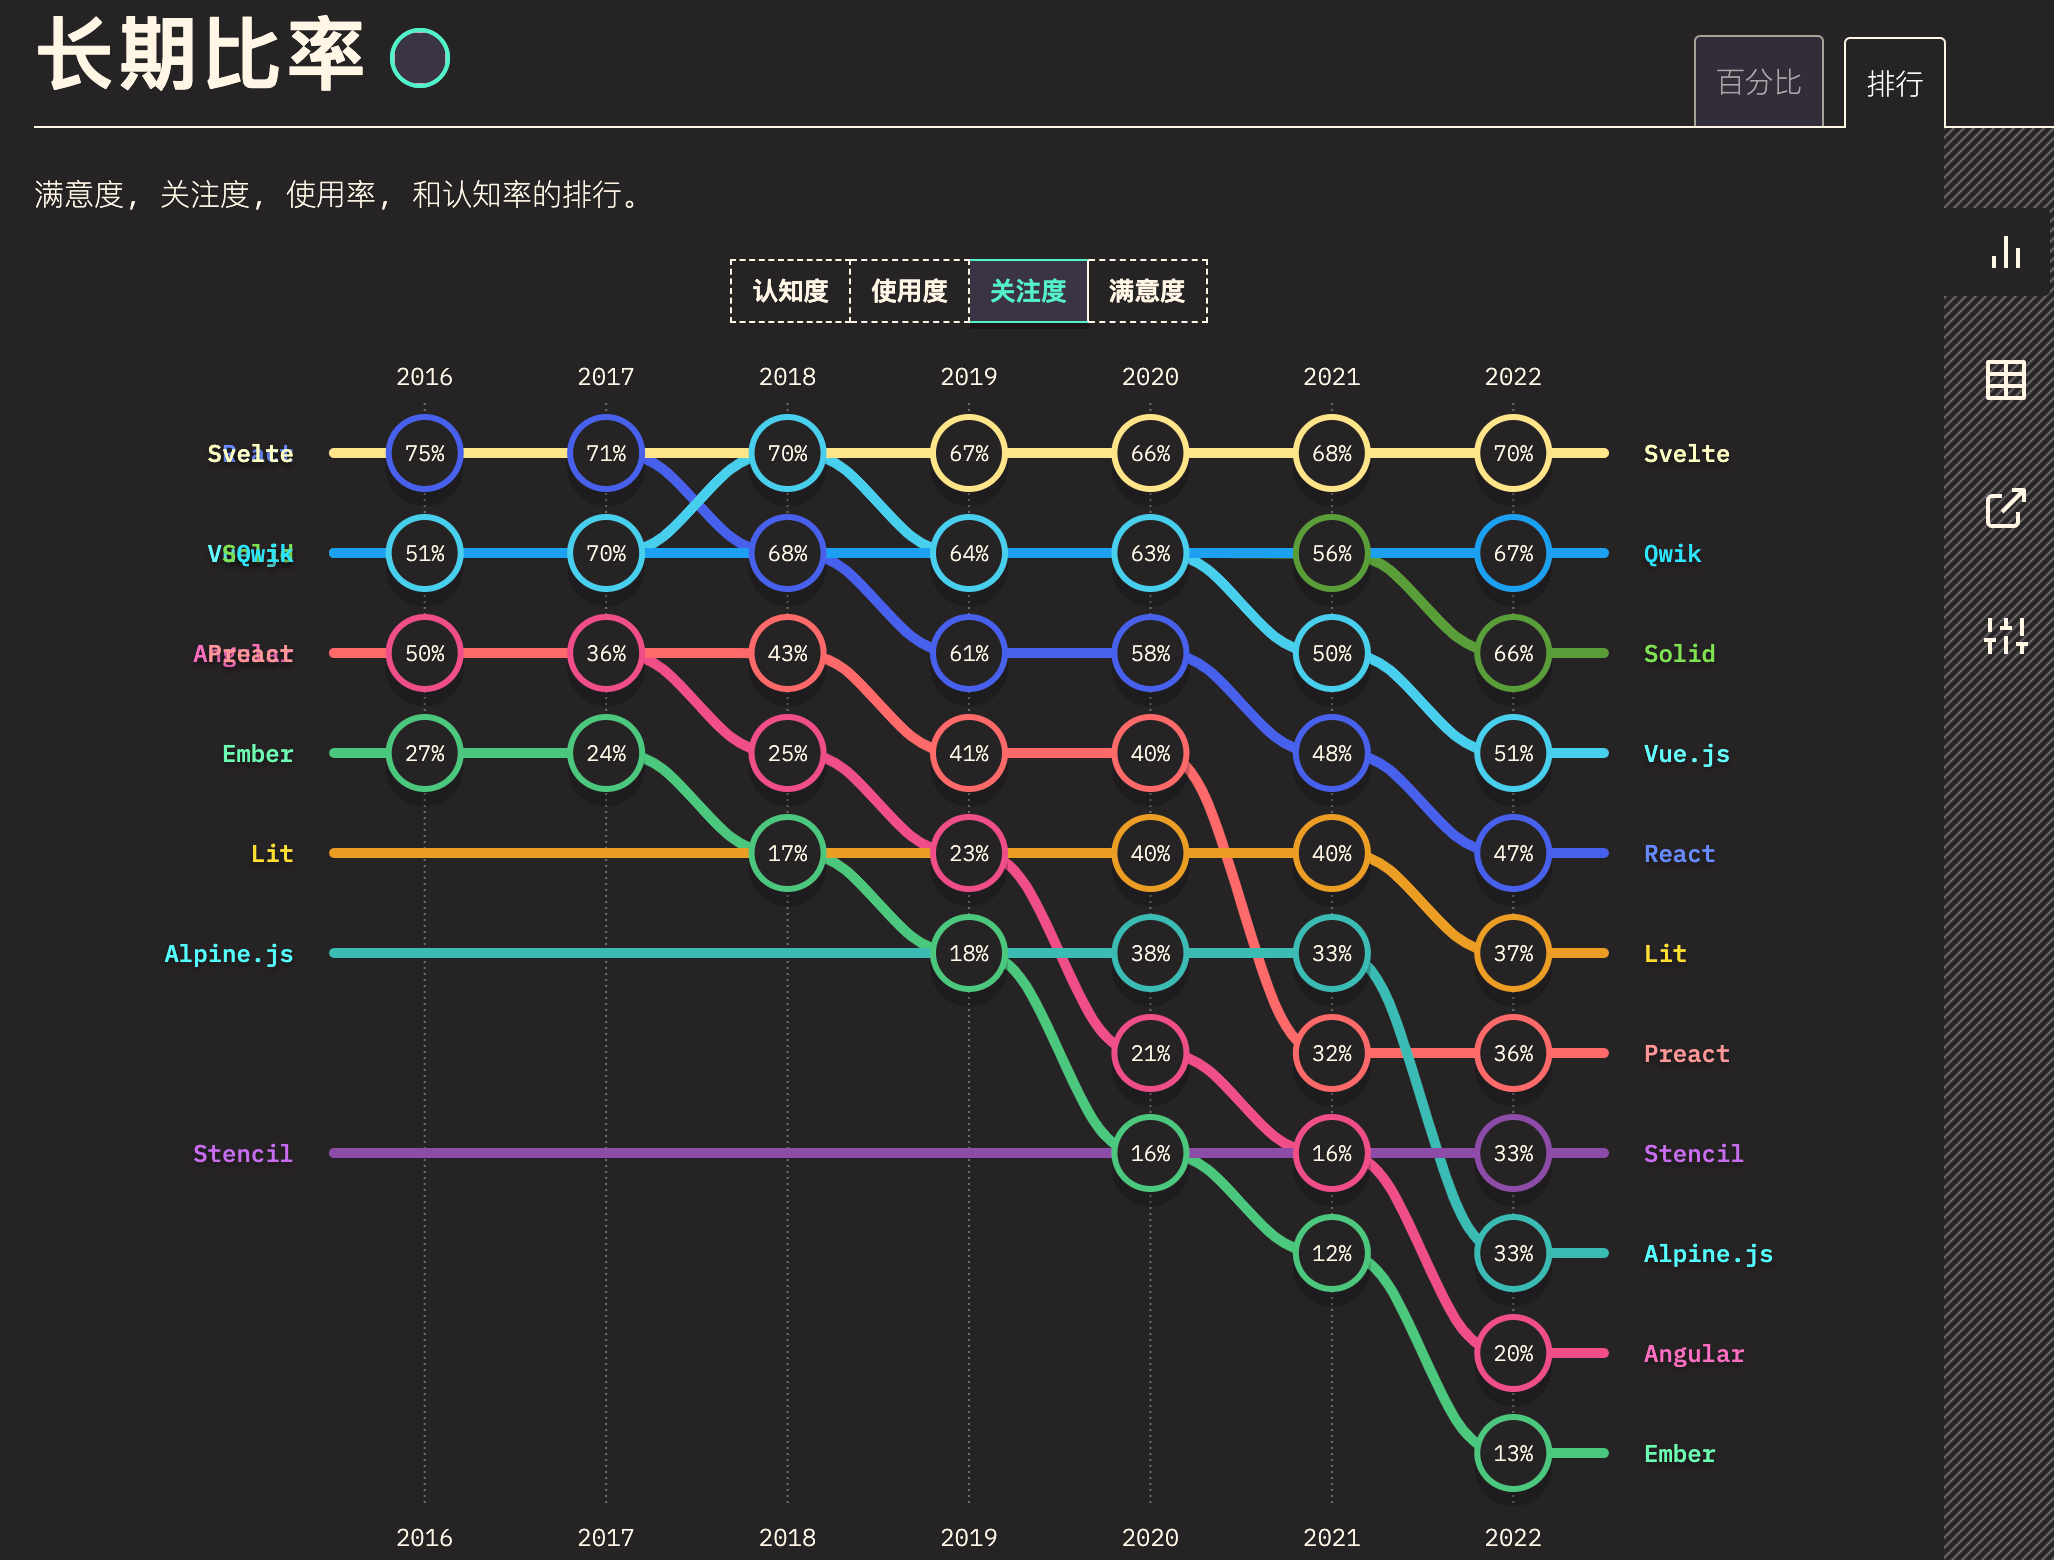 长期比率
百分比 排行
满意度, 关注度, 使用率, 和认知率的排行。
认知度 使用度 关注度 满意度
2016 2017 2018 2019 2020 2021 2022
Svelte 75% 71% 70% 67% 66% 68% 70% Svelte
Qwik 51% 70% 68% 64% 63% 56% 67% Qwik
Preact 50% 36% 43% 61% 58% 50% 66% Solid
Ember 27% 24% 25% 41% 40% 48% 51% Vue.js
Lit 17% 23% 40% 40% 47% React
Alpine.js 18% 38% 33% 37% Lit
21% 32% 36% Preact
Stencil 16% 16% 33% Stencil
12% 33% Alpine.js
20% Angular
13% Ember
2016 2017 2018 2019 2020 2021 2022